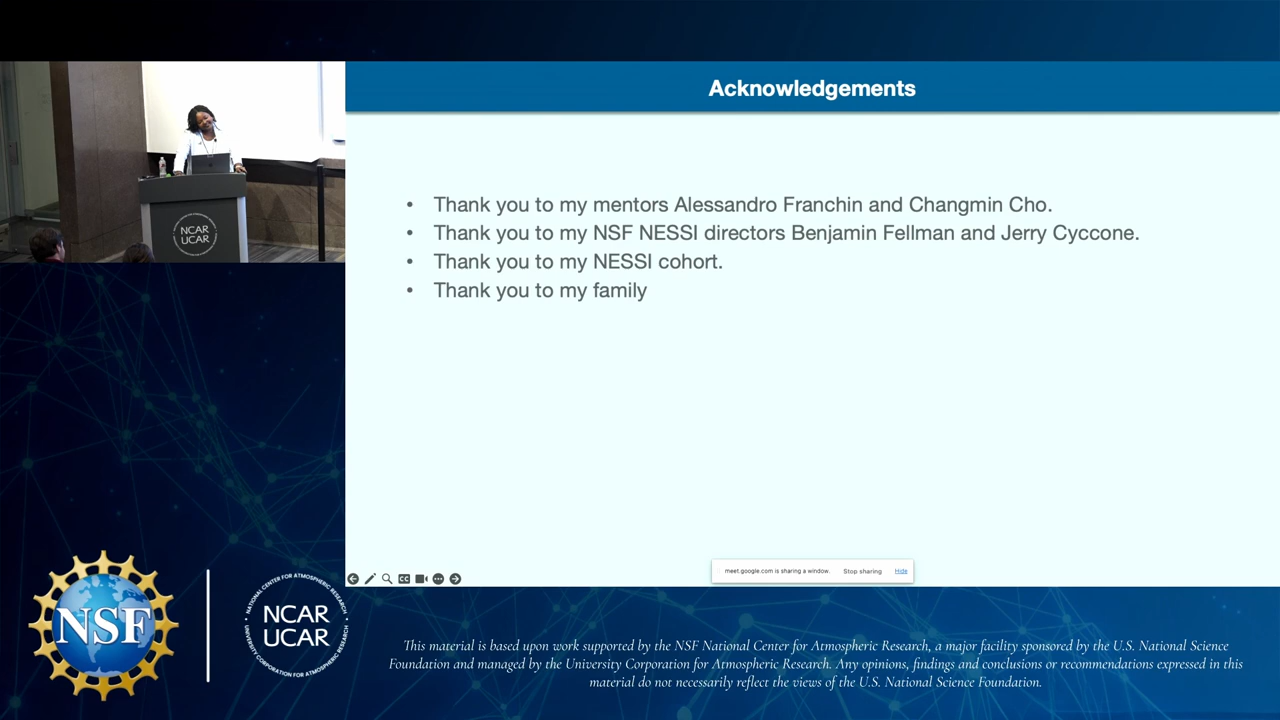 Acknowledgements
• Thank you to my mentors Alessandro Franchin and Changmin Cho.
• Thank you to my NSF NESSI directors Benjamin Fellman and Jerry Cyccone.
• Thank you to my NESSI cohort.
• Thank you to my family
NCAR
UCAR
meet.google.com is sharing a window. Stop sharing Hide
CC
NSF
NATIONAL CENTER FOR ATMOSPHERIC RESEARCH
NCAR
UCAR
UNIVERSITY CORPORATION FOR ATMOSPHERIC RESEARCH
This material is based upon work supported by the NSF National Center for Atmospheric Research, a major facility sponsored by the U.S. National Science
Foundation and managed by the University Corporation for Atmospheric Research. Any opinions, findings and conclusions or recommendations expressed in this
material do not necessarily reflect the views of the U.S. National Science Foundation.